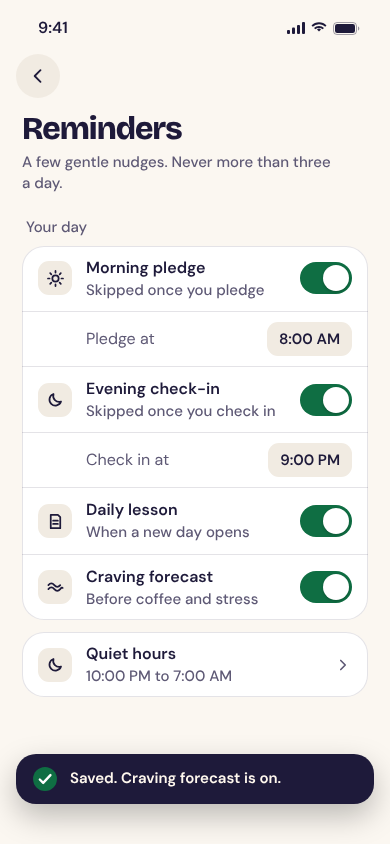 9:41
Reminders
A few gentle nudges. Never more than three
a day.
Your day
Morning pledge
Skipped once you pledge
Pledge at
8:00 AM
Evening check-in
Skipped once you check in
Check in at
9:00 PM
Daily lesson
When a new day opens
Craving forecast
Before coffee and stress
Quiet hours
10:00 PM to 7:00 AM
Saved. Craving forecast is on.